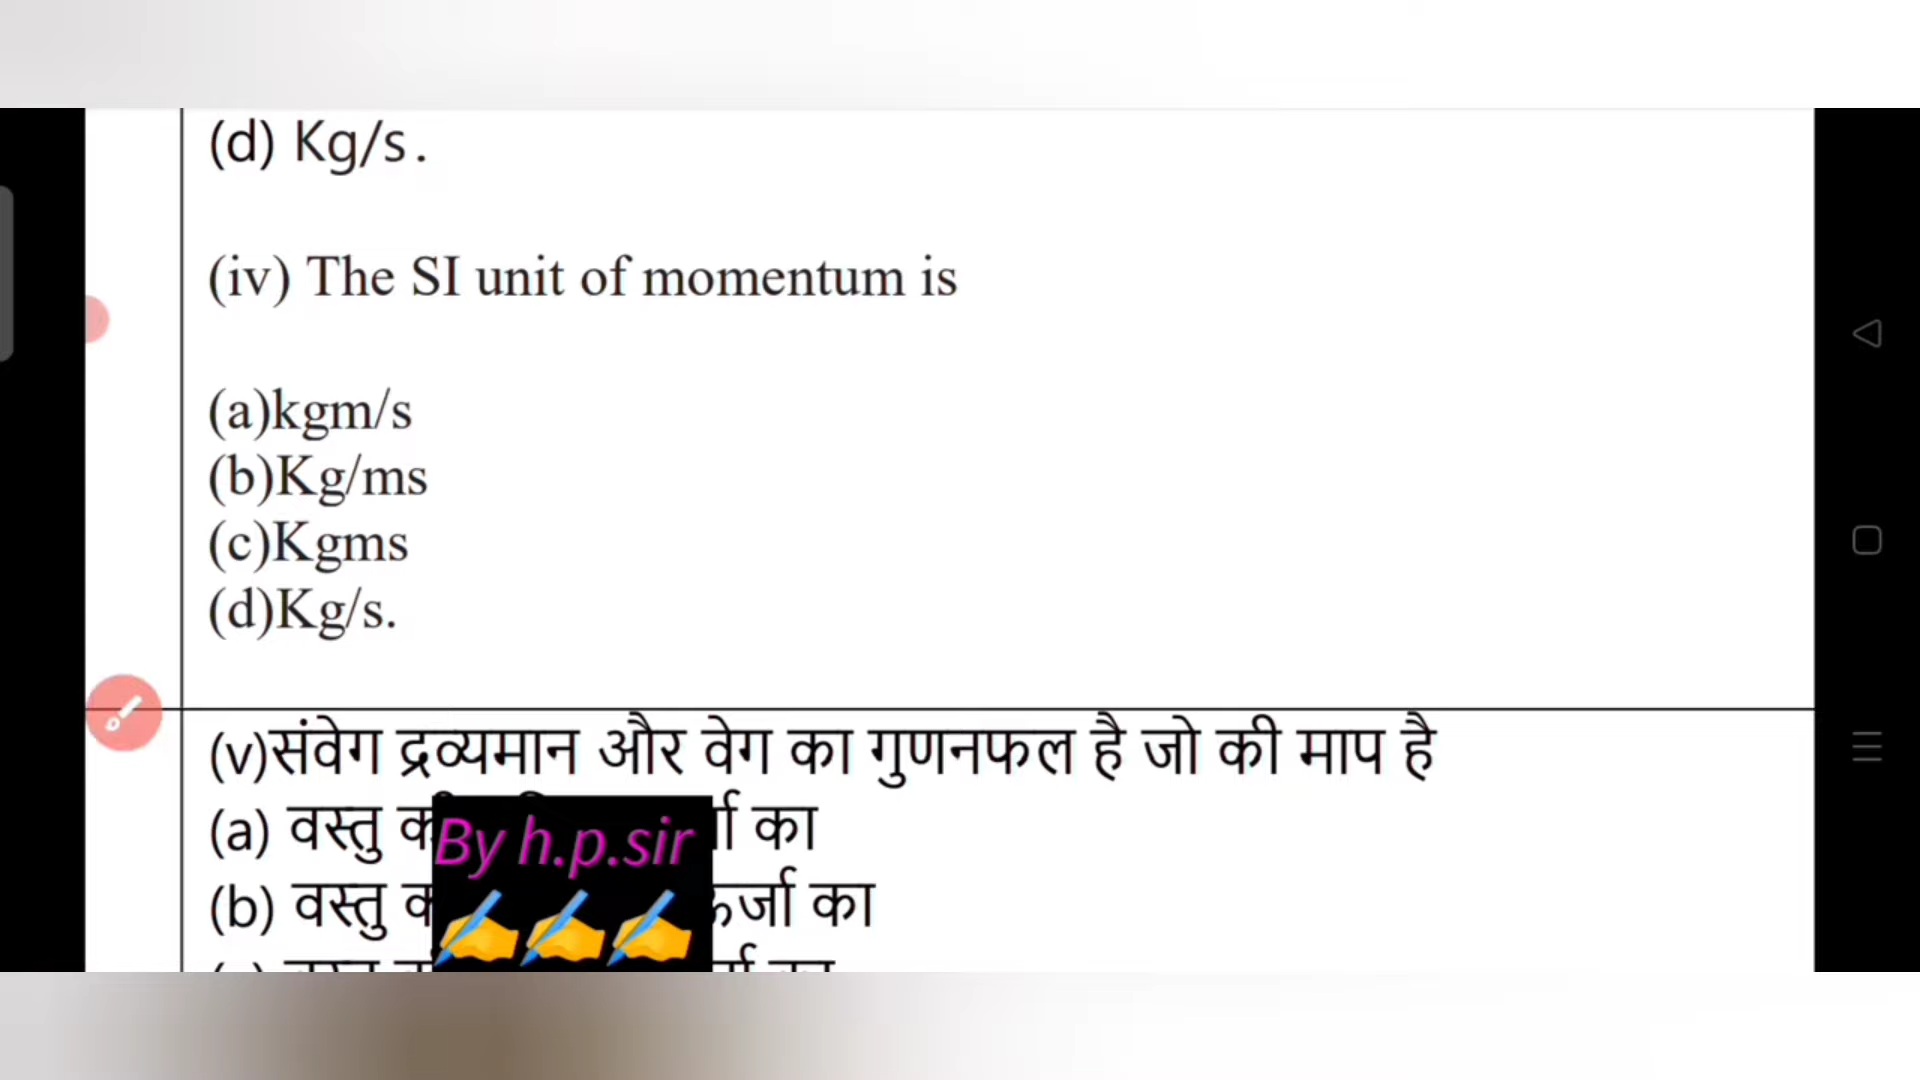 (d) Kg/s.
(iv) The SI unit of momentum is
(a)kgm/s
(b)Kg/ms
(c)Kgms
(d)Kg/s.
(v)संवेग द्रव्यमान और वेग का गुणनफल है जो की माप है
(a) वस्तु का
(b) वस्तु का
By h.p.sir